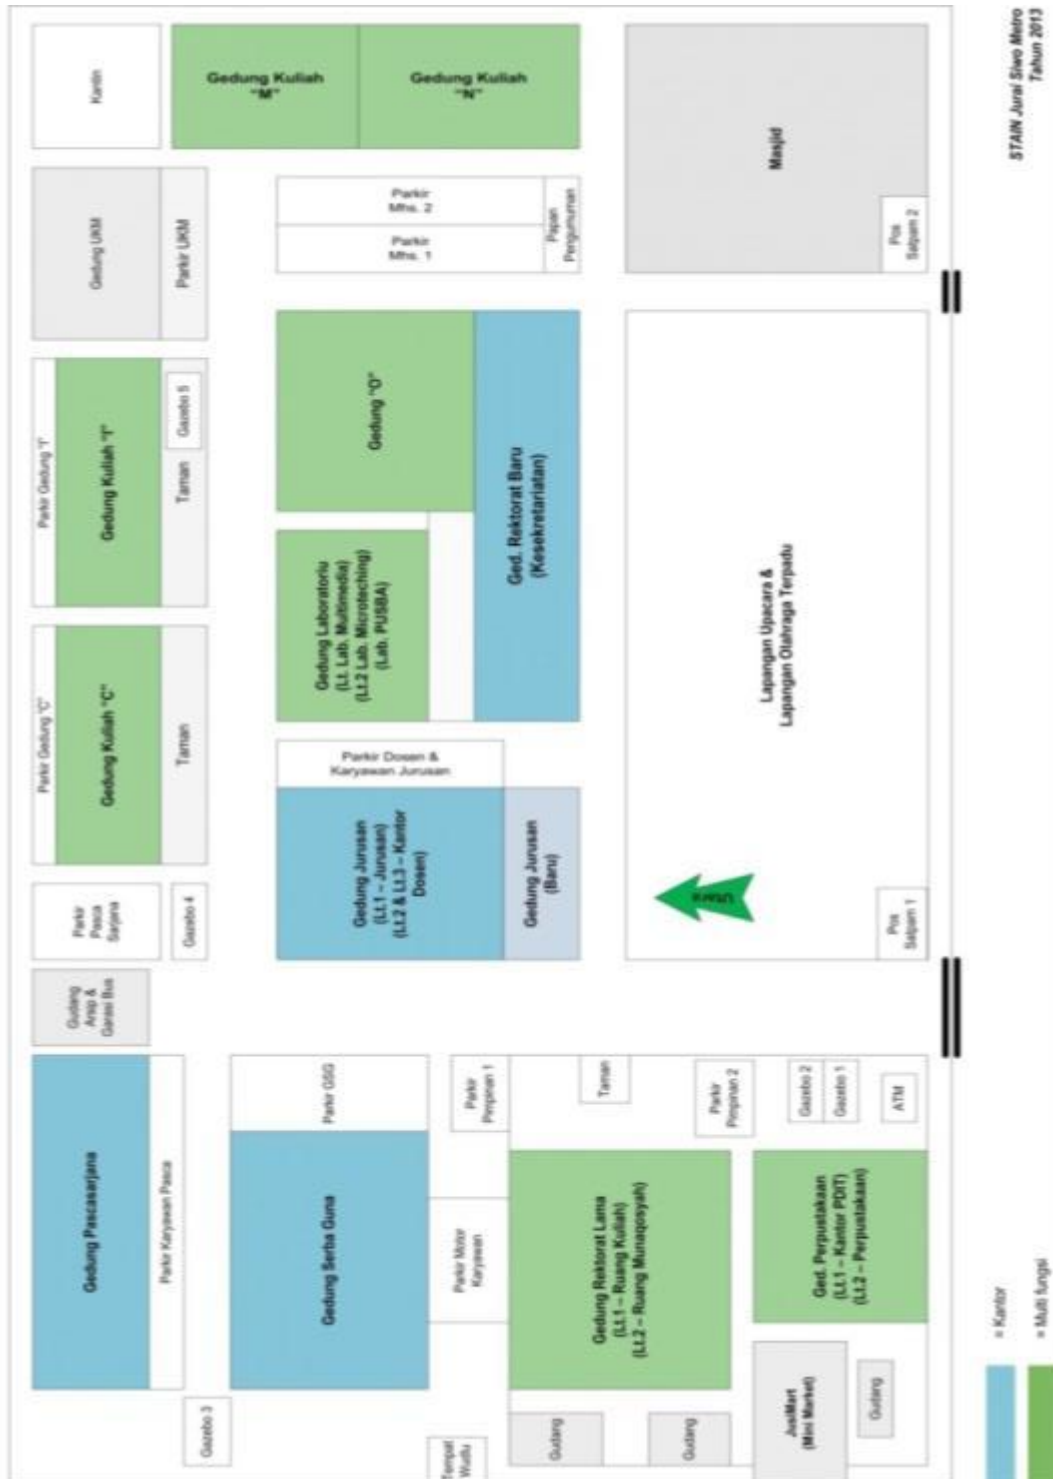 STAIN Jurai Siwo Metro
Tahun 2013
Kantin
Gedung Kuliah
"M"
Gedung Kuliah
"N"
Masjid
Pos
Satpam 2
Gedung UKM
Parkir UKM
Parkir
Mhs. 2
Parkir
Mhs. 1
Papan
Pengumuman
Parkir Gedung "I"
Gedung Kuliah "I"
Gazebo 5
Taman
Gedung "O"
Ged. Rektorat Baru
(Kesekretariatan)
Gedung Laboratoriu
(Lt. Lab. Multimedia)
(Lt.2 Lab. Microteching)
(Lab. PUSBA)
Lapangan Upacara &
Lapangan Olahraga Terpadu
Parkir Gedung "C"
Gedung Kuliah "C"
Taman
Parkir Dosen &
Karyawan Jurusan
Gedung Jurusan
(Lt.1 – Jurusan)
(Lt.2 & Lt.3 – Kantor
Dosen)
Gedung Jurusan
(Baru)
Utara
Pos
Satpam 1
Parkir
Pasca
Sarjana
Gazebo 4
Gudang
Arsip &
Garasi Bus
Gedung Pascasarjana
Parkir Karyawan Pasca
Parkir GSG
Gedung Serba Guna
Parkir
Pimpinan 1
Taman
Parkir
Pimpinan 2
Gazebo 2
Gazebo 1
ATM
Parkir Motor
Karyawan
Gedung Rektorat Lama
(Lt.1 – Ruang Kuliah)
(Lt.2 – Ruang Munaqosyah)
Ged. Perpustakaan
(Lt.1 – Kantor PDIT)
(Lt.2 – Perpustakaan)
Gazebo 3
Tempat
Wudlu
Gudang
Gudang
JusiMart
(Mini Market)
Gudang
= Kantor
= Multi fungsi